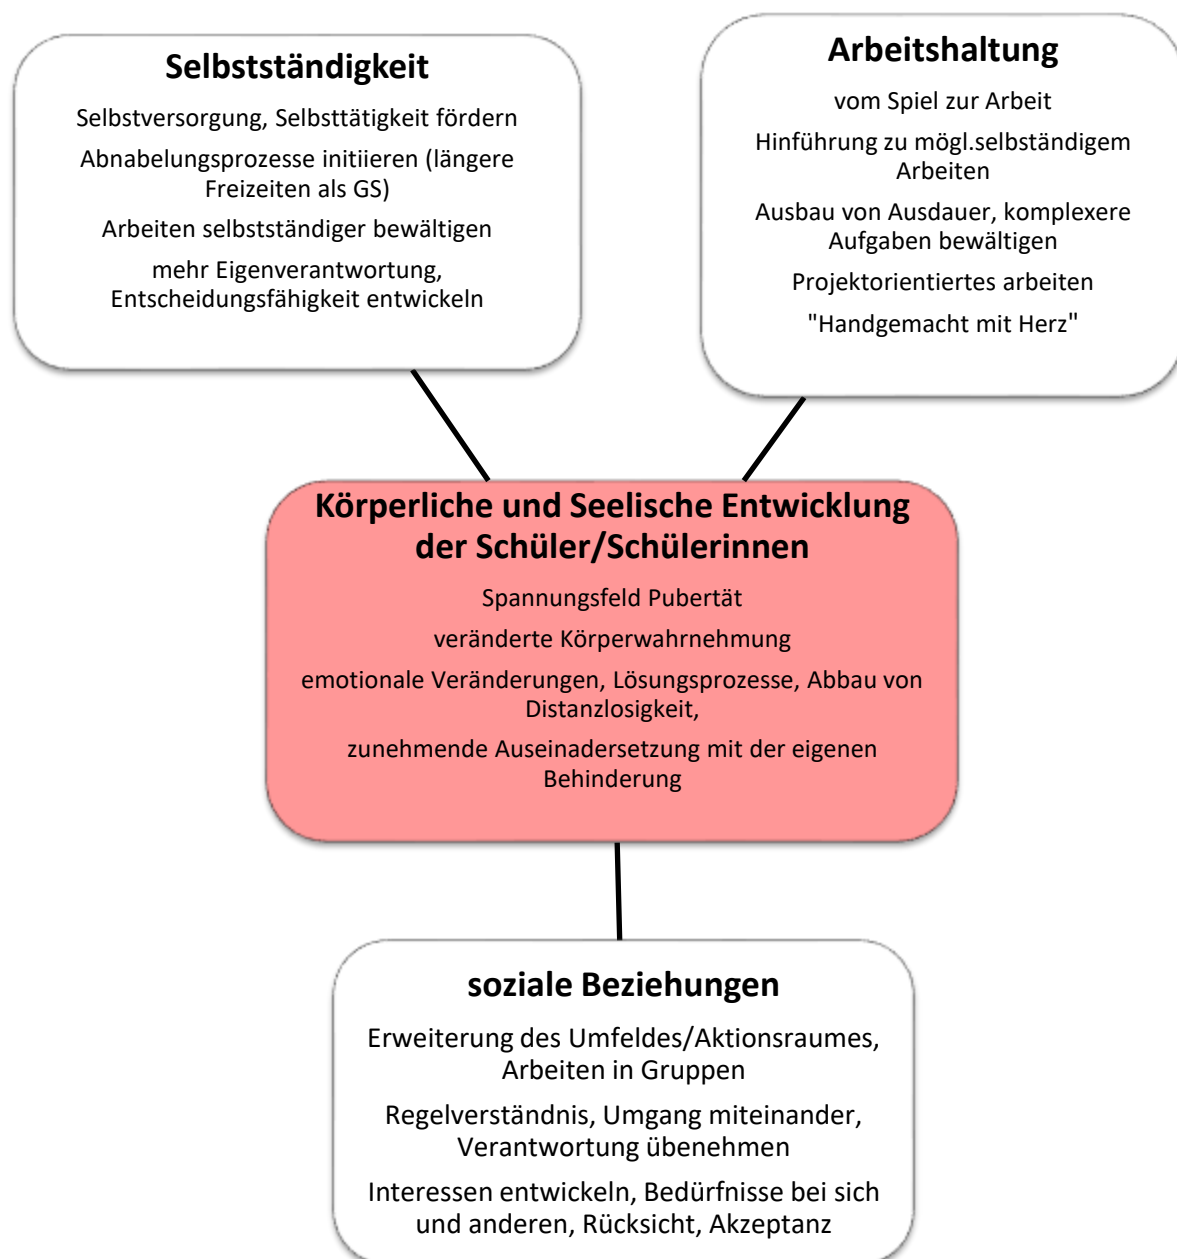 Selbstständigkeit
Selbstversorgung, Selbsttätigkeit fördern
Abnabelungsprozesse initiieren (längere
Freizeiten als GS)
Arbeiten selbstständiger bewältigen
mehr Eigenverantwortung,
Entscheidungsfähigkeit entwickeln
Arbeitshaltung
vom Spiel zur Arbeit
Hinführung zu mögl.selbständigem
Arbeiten
Ausbau von Ausdauer, komplexere
Aufgaben bewältigen
Projektorientiertes arbeiten
"Handgemacht mit Herz"
Körperliche und Seelische Entwicklung
der Schüler/Schülerinnen
Spannungsfeld Pubertät
veränderte Körperwahrnehmung
emotionale Veränderungen, Lösungsprozesse, Abbau von
Distanzlosigkeit,
zunehmende Auseinadersetzung mit der eigenen
Behinderung
soziale Beziehungen
Erweiterung des Umfeldes/Aktionsraumes,
Arbeiten in Gruppen
Regelverständnis, Umgang miteinander,
Verantwortung übenehmen
Interessen entwickeln, Bedürfnisse bei sich
und anderen, Rücksicht, Akzeptanz